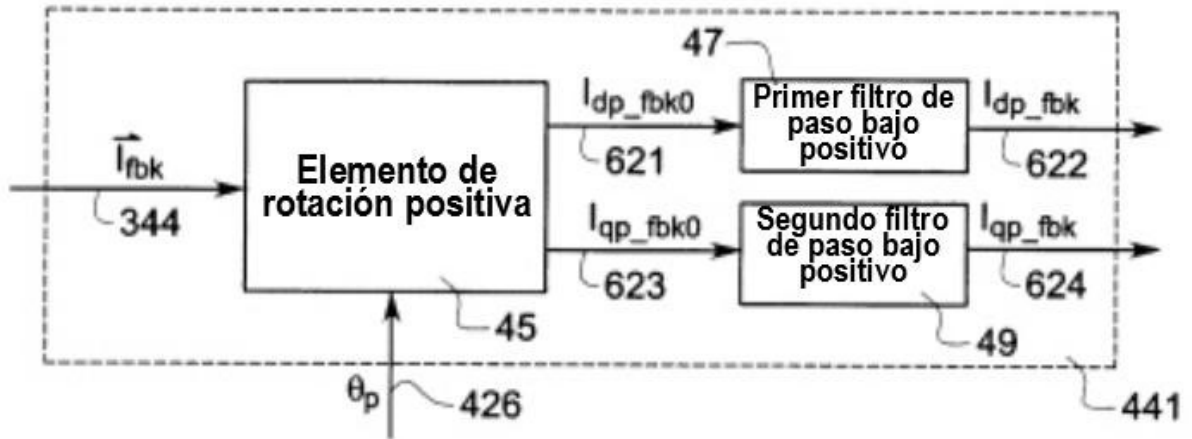 47
I_dp_fbk0
Primer filtro de
paso bajo
positivo
I_dp_fbk
621
622
I_fbk
344
Elemento de
rotación positiva
45
I_qp_fbk0
Segundo filtro
de paso bajo
positivo
I_qp_fbk
623
49
624
θp
426
441